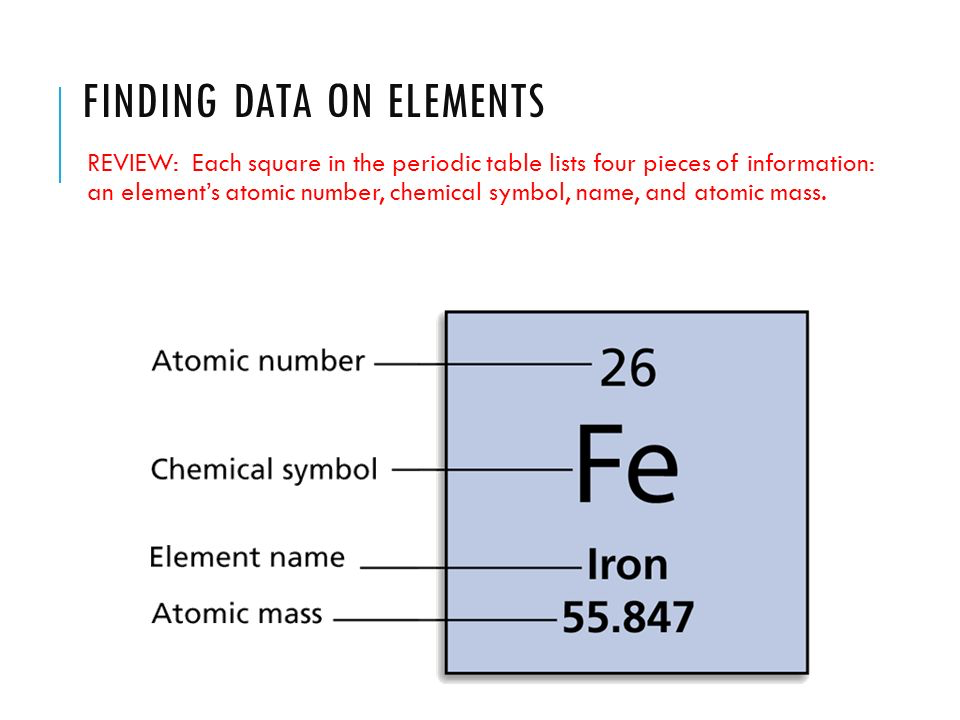 FINDING DATA ON ELEMENTS
REVIEW:  Each square in the periodic table lists four pieces of information:
an element’s atomic number, chemical symbol, name, and atomic mass.
Atomic number
26
Chemical symbol
Fe
Element name
Iron
Atomic mass
55.847